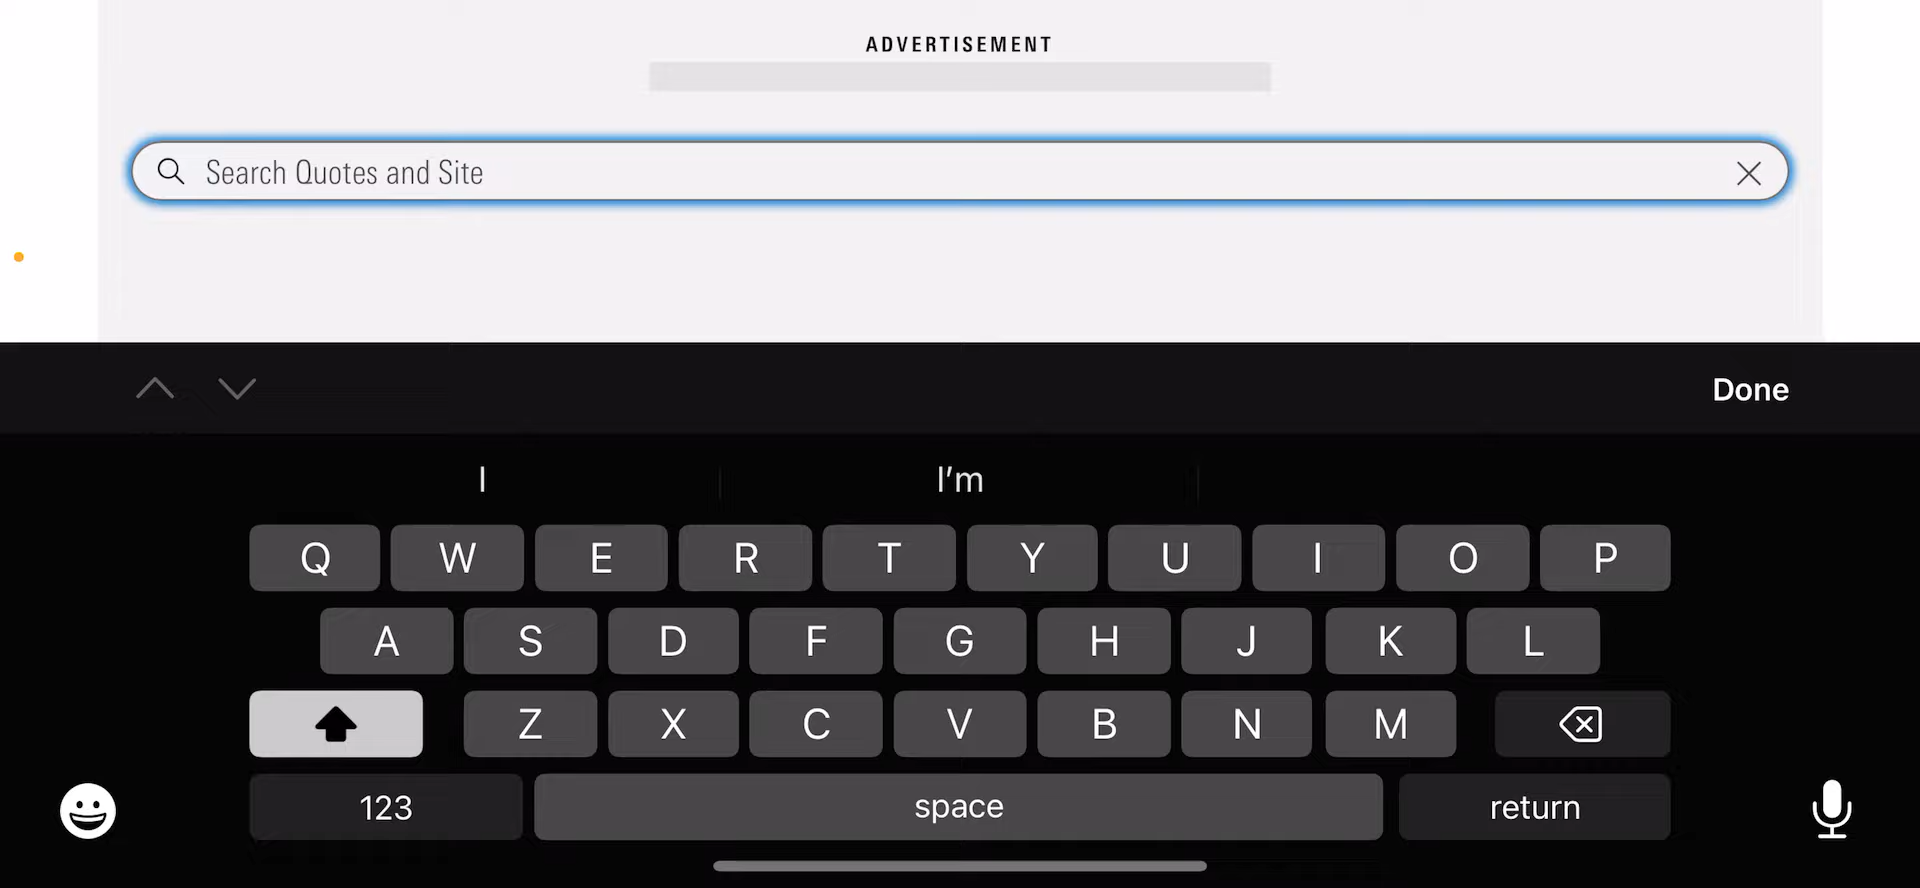 ADVERTISEMENT
Search Quotes and Site
Done
I I'm
Q W E R T Y U I O P
A S D F G H J K L
Z X C V B N M
123 space return